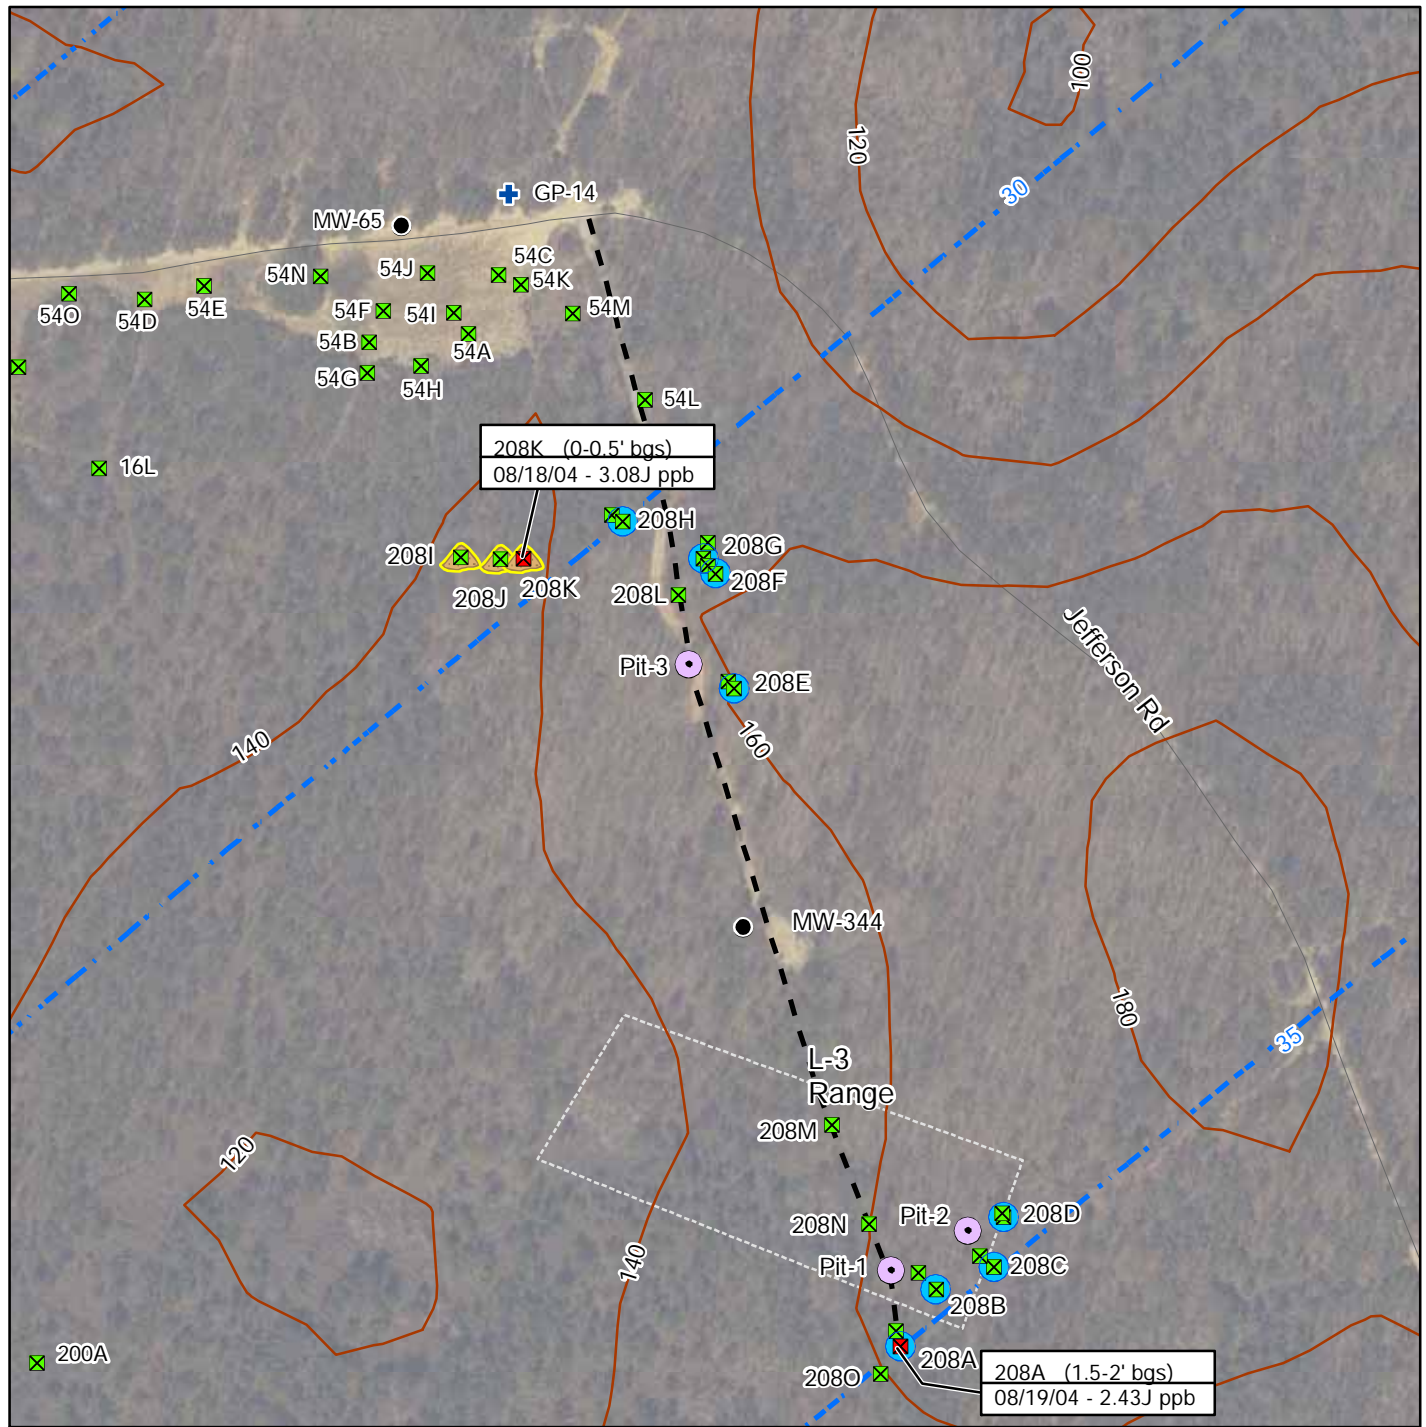 100
120
30
GP-14
MW-65
54C
54J
54N
54K
54E
54O
54D
54F
54I
54M
54B
54A
54G
54H
54L
208K (0-0.5' bgs)
08/18/04 - 3.08J ppb
16L
208H
208G
208I
208F
208J
208K
208L
Jefferson Rd
Pit-3
208E
140
160
MW-344
180
35
L-3
Range
208M
120
208N
Pit-2
208D
140
Pit-1
208C
208B
200A
208A
208O
208A (1.5-2' bgs)
08/19/04 - 2.43J ppb